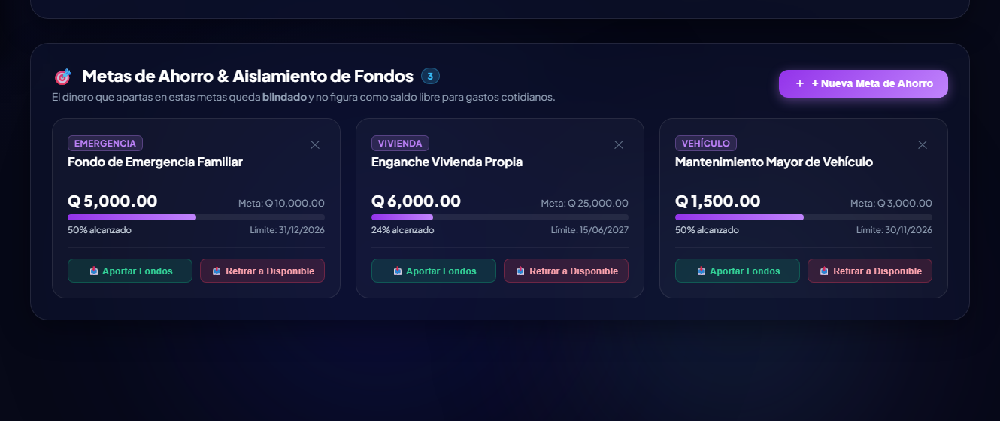 Metas de Ahorro & Aislamiento de Fondos 3
El dinero que apartas en estas metas queda blindado y no figura como saldo libre para gastos cotidianos.
+ + Nueva Meta de Ahorro
EMERGENCIA
Fondo de Emergencia Familiar
Q 5,000.00 Meta: Q 10,000.00
50% alcanzado Límite: 31/12/2026
Aportar Fondos Retirar a Disponible
VIVIENDA
Enganche Vivienda Propia
Q 6,000.00 Meta: Q 25,000.00
24% alcanzado Límite: 15/06/2027
Aportar Fondos Retirar a Disponible
VEHÍCULO
Mantenimiento Mayor de Vehículo
Q 1,500.00 Meta: Q 3,000.00
50% alcanzado Límite: 30/11/2026
Aportar Fondos Retirar a Disponible